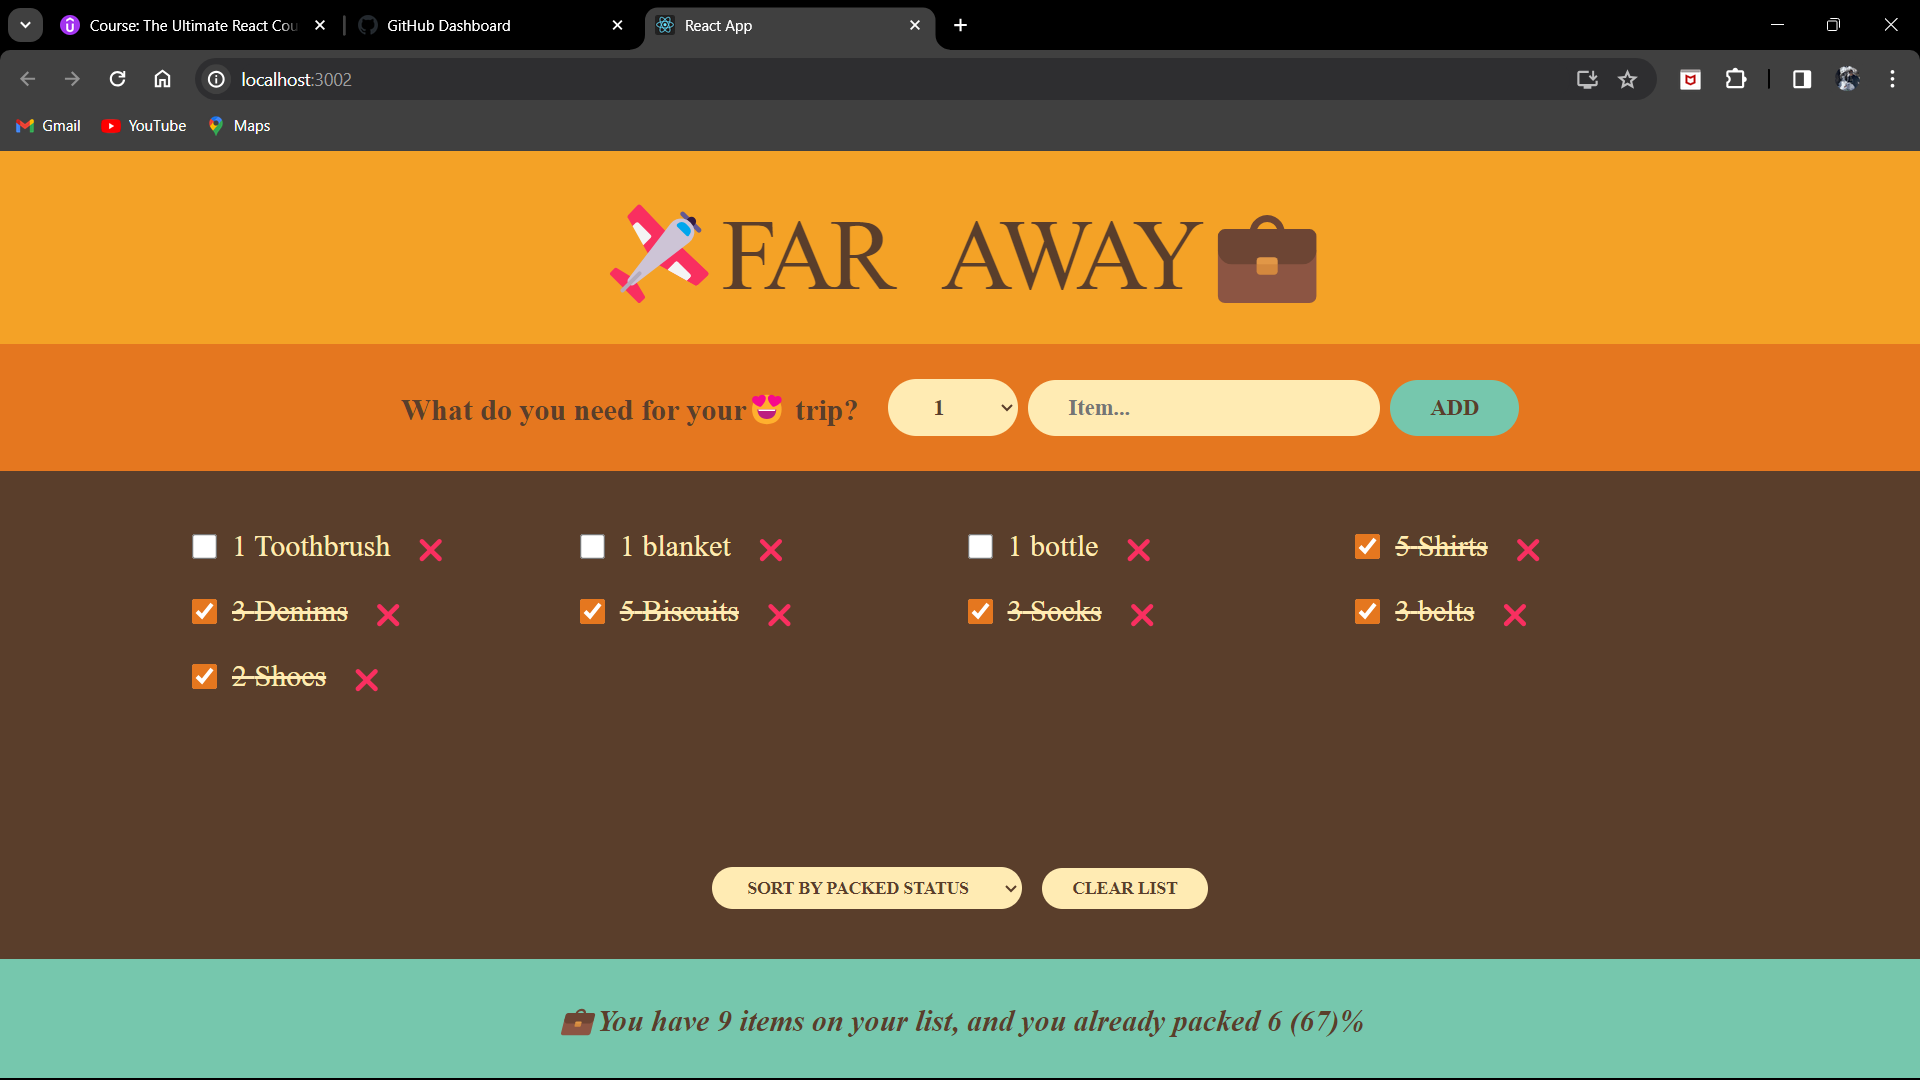 Course: The Ultimate React Cou
GitHub Dashboard
React App
localhost:3002
Gmail
YouTube
Maps
FAR AWAY
What do you need for your😍 trip?
1
Item...
ADD
1 Toothbrush
1 blanket
1 bottle
5 Shirts
3 Denims
5 Biscuits
3 Socks
3 belts
2 Shoes
SORT BY PACKED STATUS
CLEAR LIST
💼You have 9 items on your list, and you already packed 6 (67)%